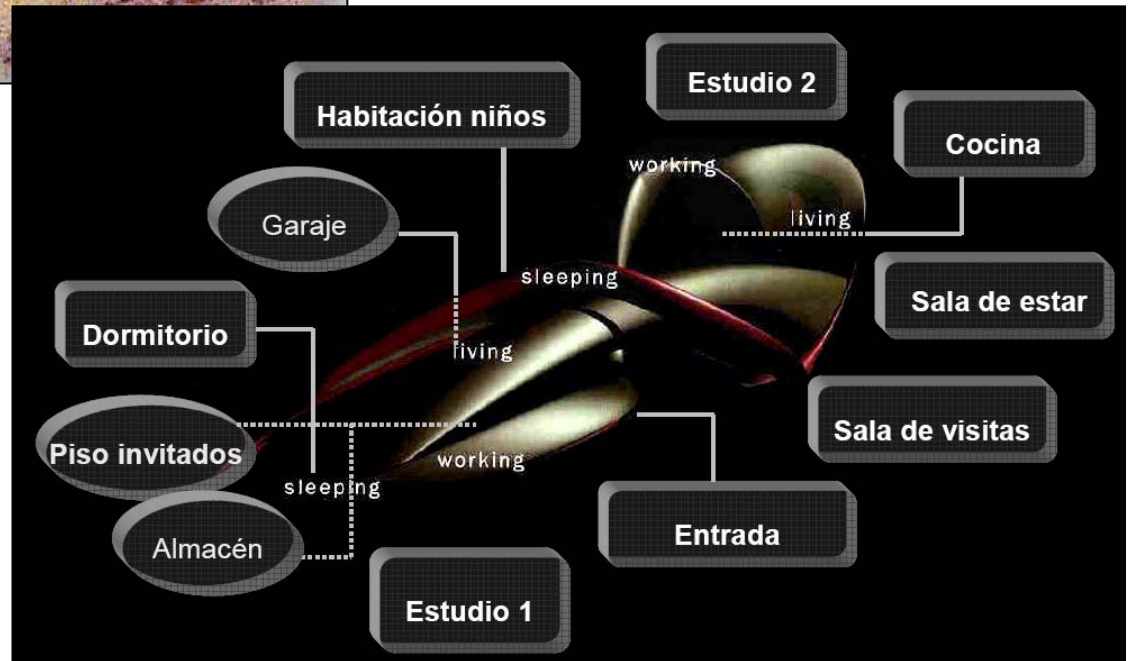 Estudio 2
Habitación niños
Cocina
working
living
Garaje
sleeping
Sala de estar
Dormitorio
living
Sala de visitas
Piso invitados
working
sleeping
Entrada
Almacén
Estudio 1